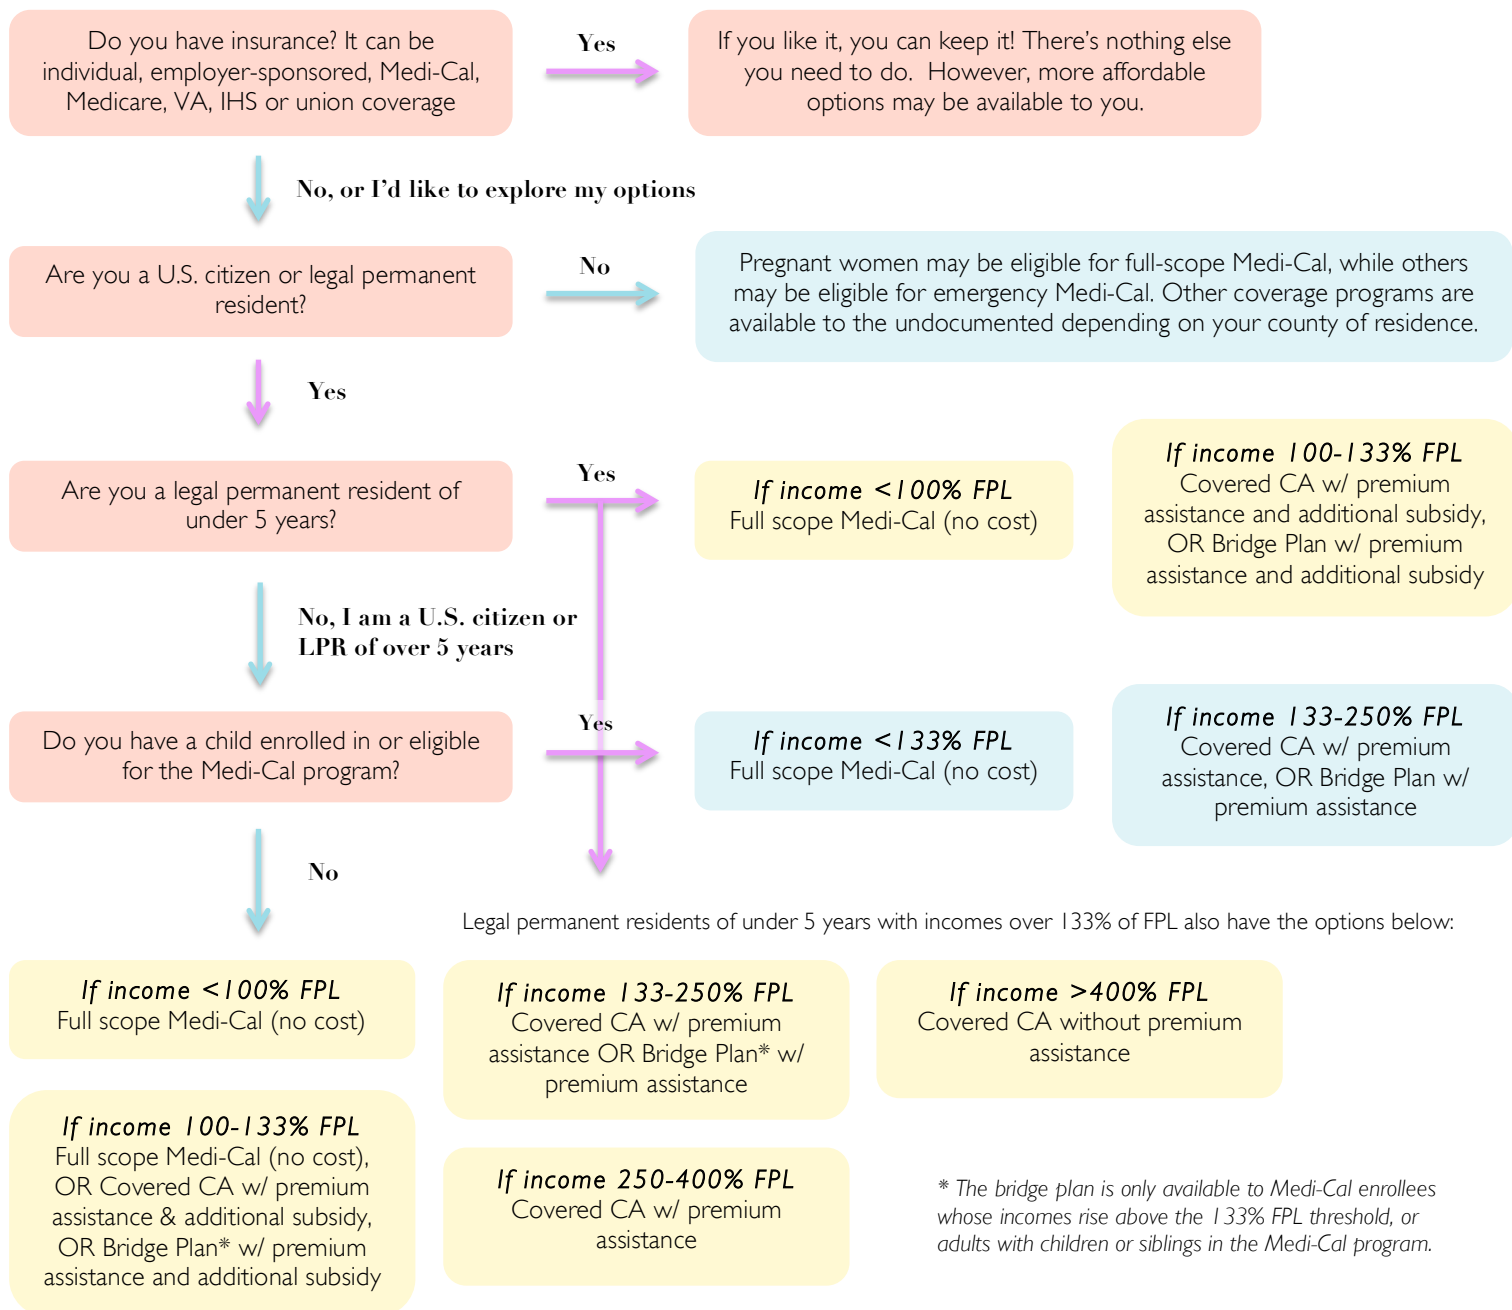 Do you have insurance? It can be
individual, employer-sponsored, Medi-Cal,
Medicare, VA, IHS or union coverage
Yes
If you like it, you can keep it! There's nothing else
you need to do.  However, more affordable
options may be available to you.
No, or I'd like to explore my options
Are you a U.S. citizen or legal permanent
resident?
No
Pregnant women may be eligible for full-scope Medi-Cal, while others
may be eligible for emergency Medi-Cal. Other coverage programs are
available to the undocumented depending on your county of residence.
Yes
Are you a legal permanent resident of
under 5 years?
Yes
If income <100% FPL
Full scope Medi-Cal (no cost)
If income 100-133% FPL
Covered CA w/ premium
assistance and additional subsidy,
OR Bridge Plan w/ premium
assistance and additional subsidy
No, I am a U.S. citizen or
LPR of over 5 years
Do you have a child enrolled in or eligible
for the Medi-Cal program?
Yes
If income <133% FPL
Full scope Medi-Cal (no cost)
If income 133-250% FPL
Covered CA w/ premium
assistance, OR Bridge Plan w/
premium assistance
No
Legal permanent residents of under 5 years with incomes over 133% of FPL also have the options below:
If income <100% FPL
Full scope Medi-Cal (no cost)
If income 100-133% FPL
Full scope Medi-Cal (no cost),
OR Covered CA w/ premium
assistance & additional subsidy,
OR Bridge Plan* w/ premium
assistance and additional subsidy
If income 133-250% FPL
Covered CA w/ premium
assistance OR Bridge Plan* w/
premium assistance
If income 250-400% FPL
Covered CA w/ premium
assistance
If income >400% FPL
Covered CA without premium
assistance
* The bridge plan is only available to Medi-Cal enrollees
whose incomes rise above the 133% FPL threshold, or
adults with children or siblings in the Medi-Cal program.